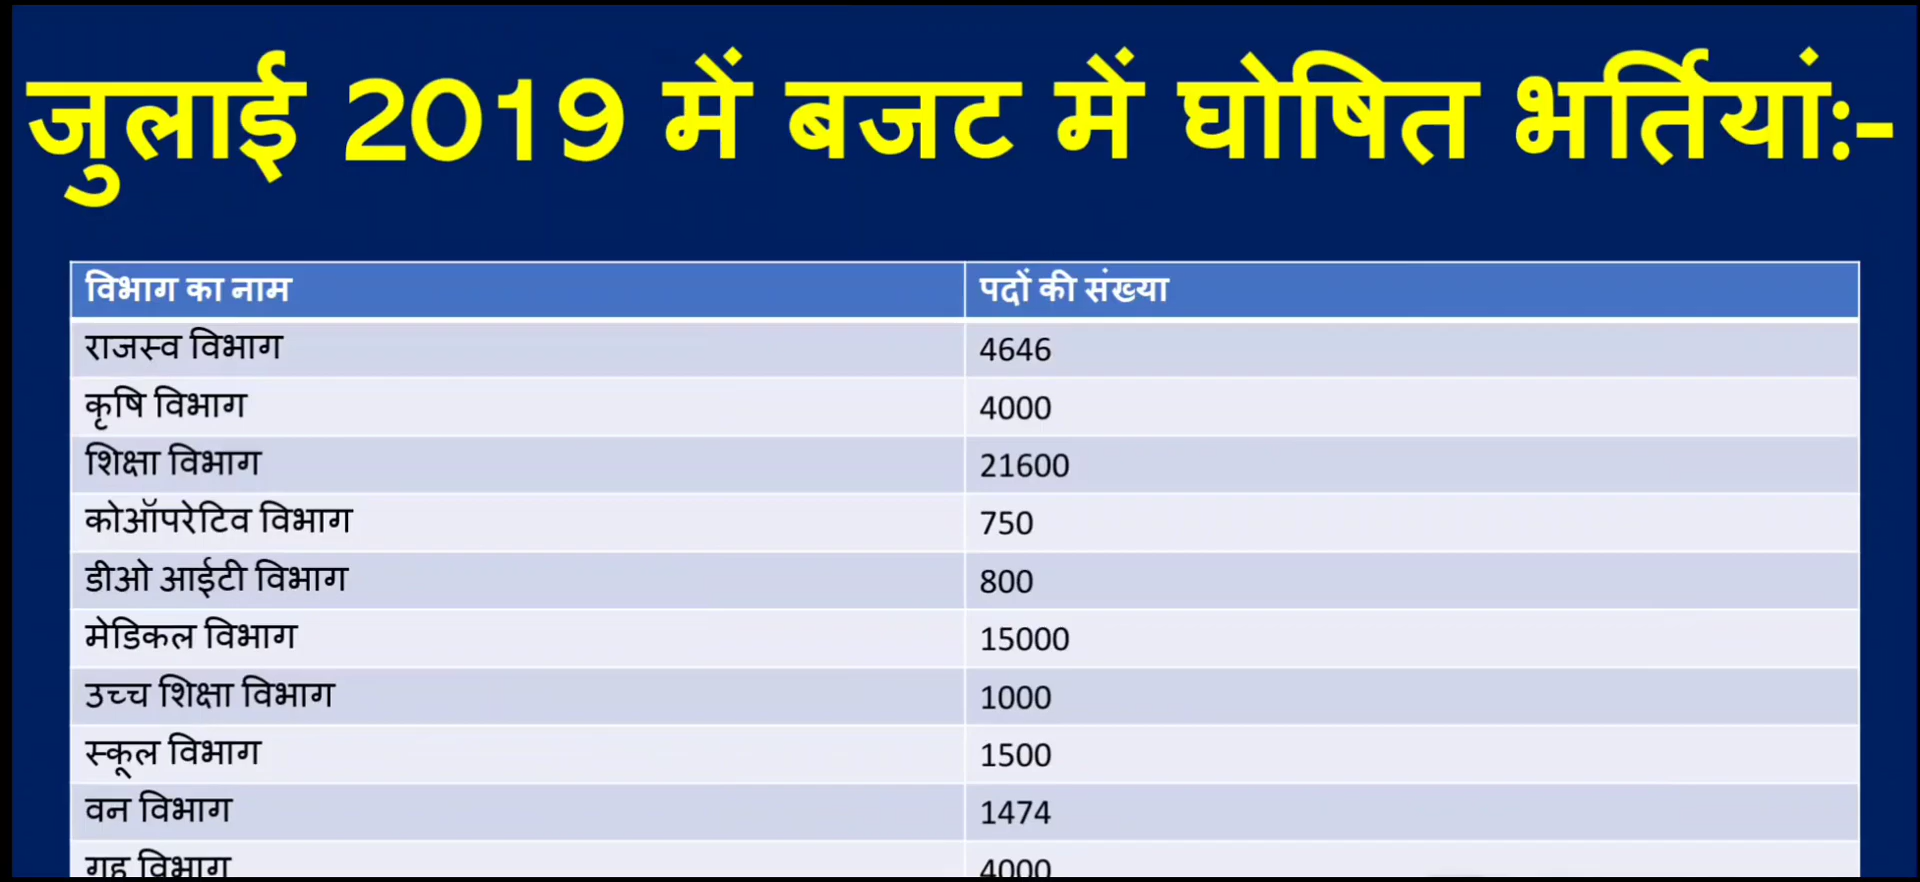 जुलाई 2019 में बजट में घोषित भर्तियां:-
विभाग का नाम पदों की संख्या
राजस्व विभाग 4646
कृषि विभाग 4000
शिक्षा विभाग 21600
कोऑपरेटिव विभाग 750
डीओ आईटी विभाग 800
मेडिकल विभाग 15000
उच्च शिक्षा विभाग 1000
स्कूल विभाग 1500
वन विभाग 1474
गृह विभाग 4000